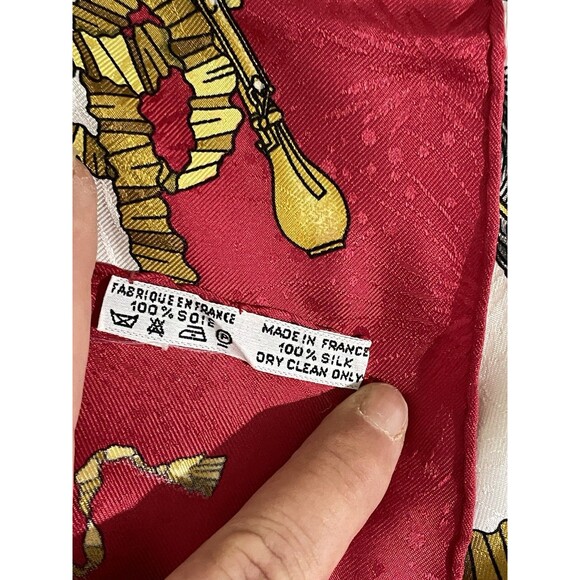 FABRIQUE EN FRANCE
100% SOIE
MADE IN FRANCE
100% SILK
DRY CLEAN ONLY